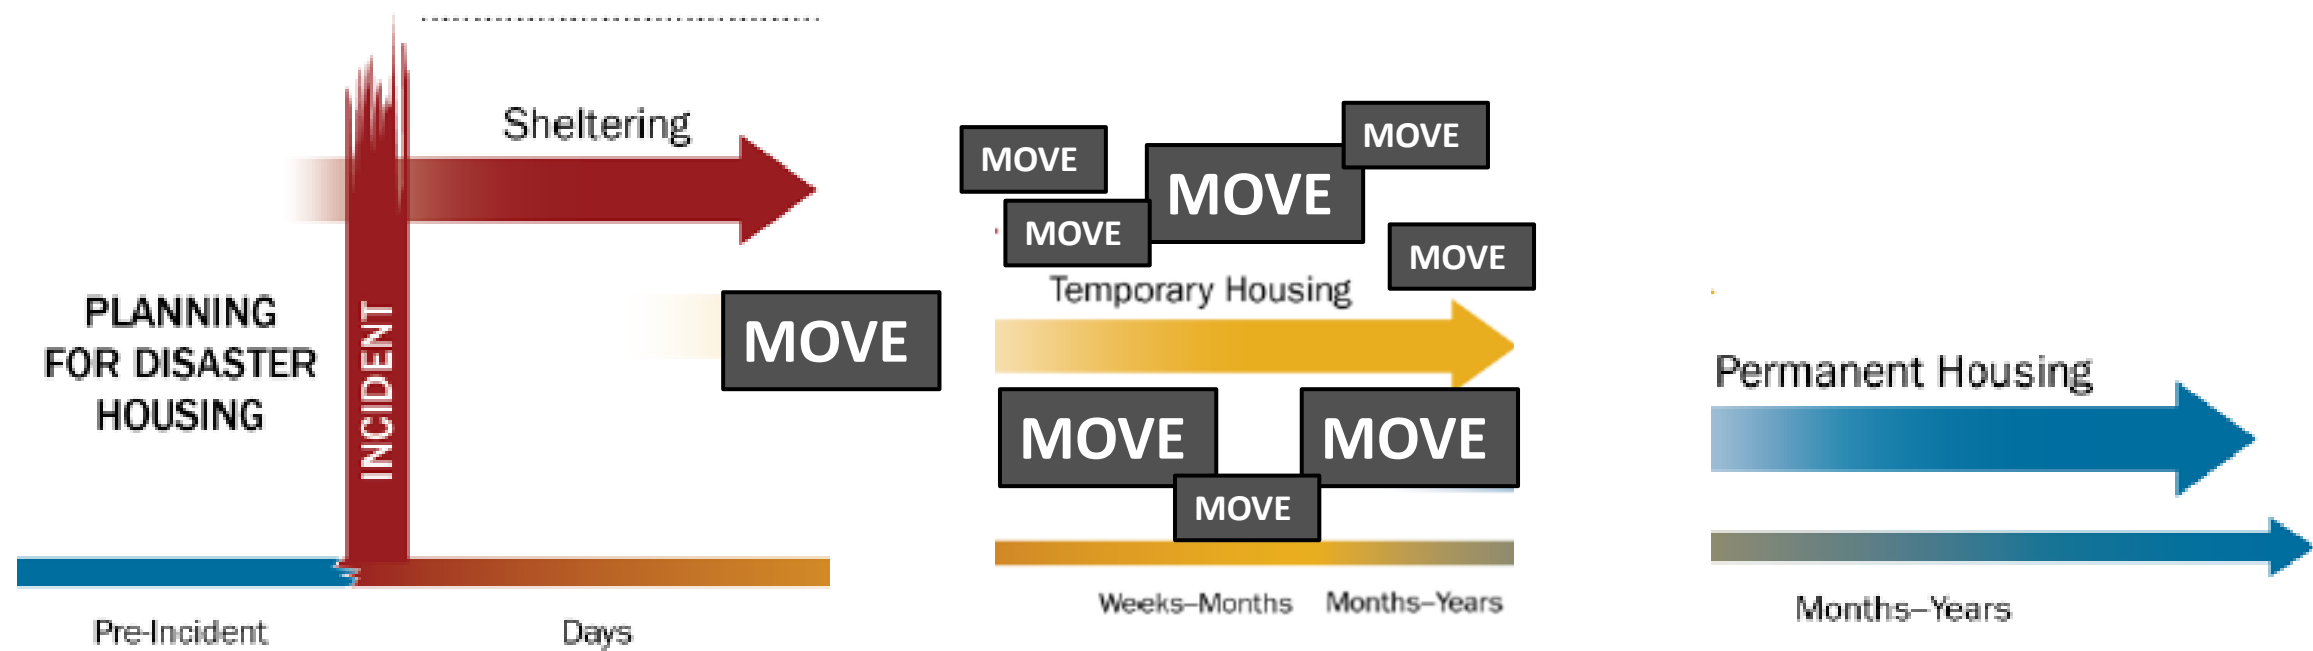 Sheltering
PLANNING
FOR DISASTER
HOUSING
INCIDENT
Pre-Incident
Days
MOVE
MOVE
MOVE
MOVE
MOVE
MOVE
Temporary Housing
MOVE
MOVE
MOVE
Weeks–Months
Months–Years
Permanent Housing
Months–Years